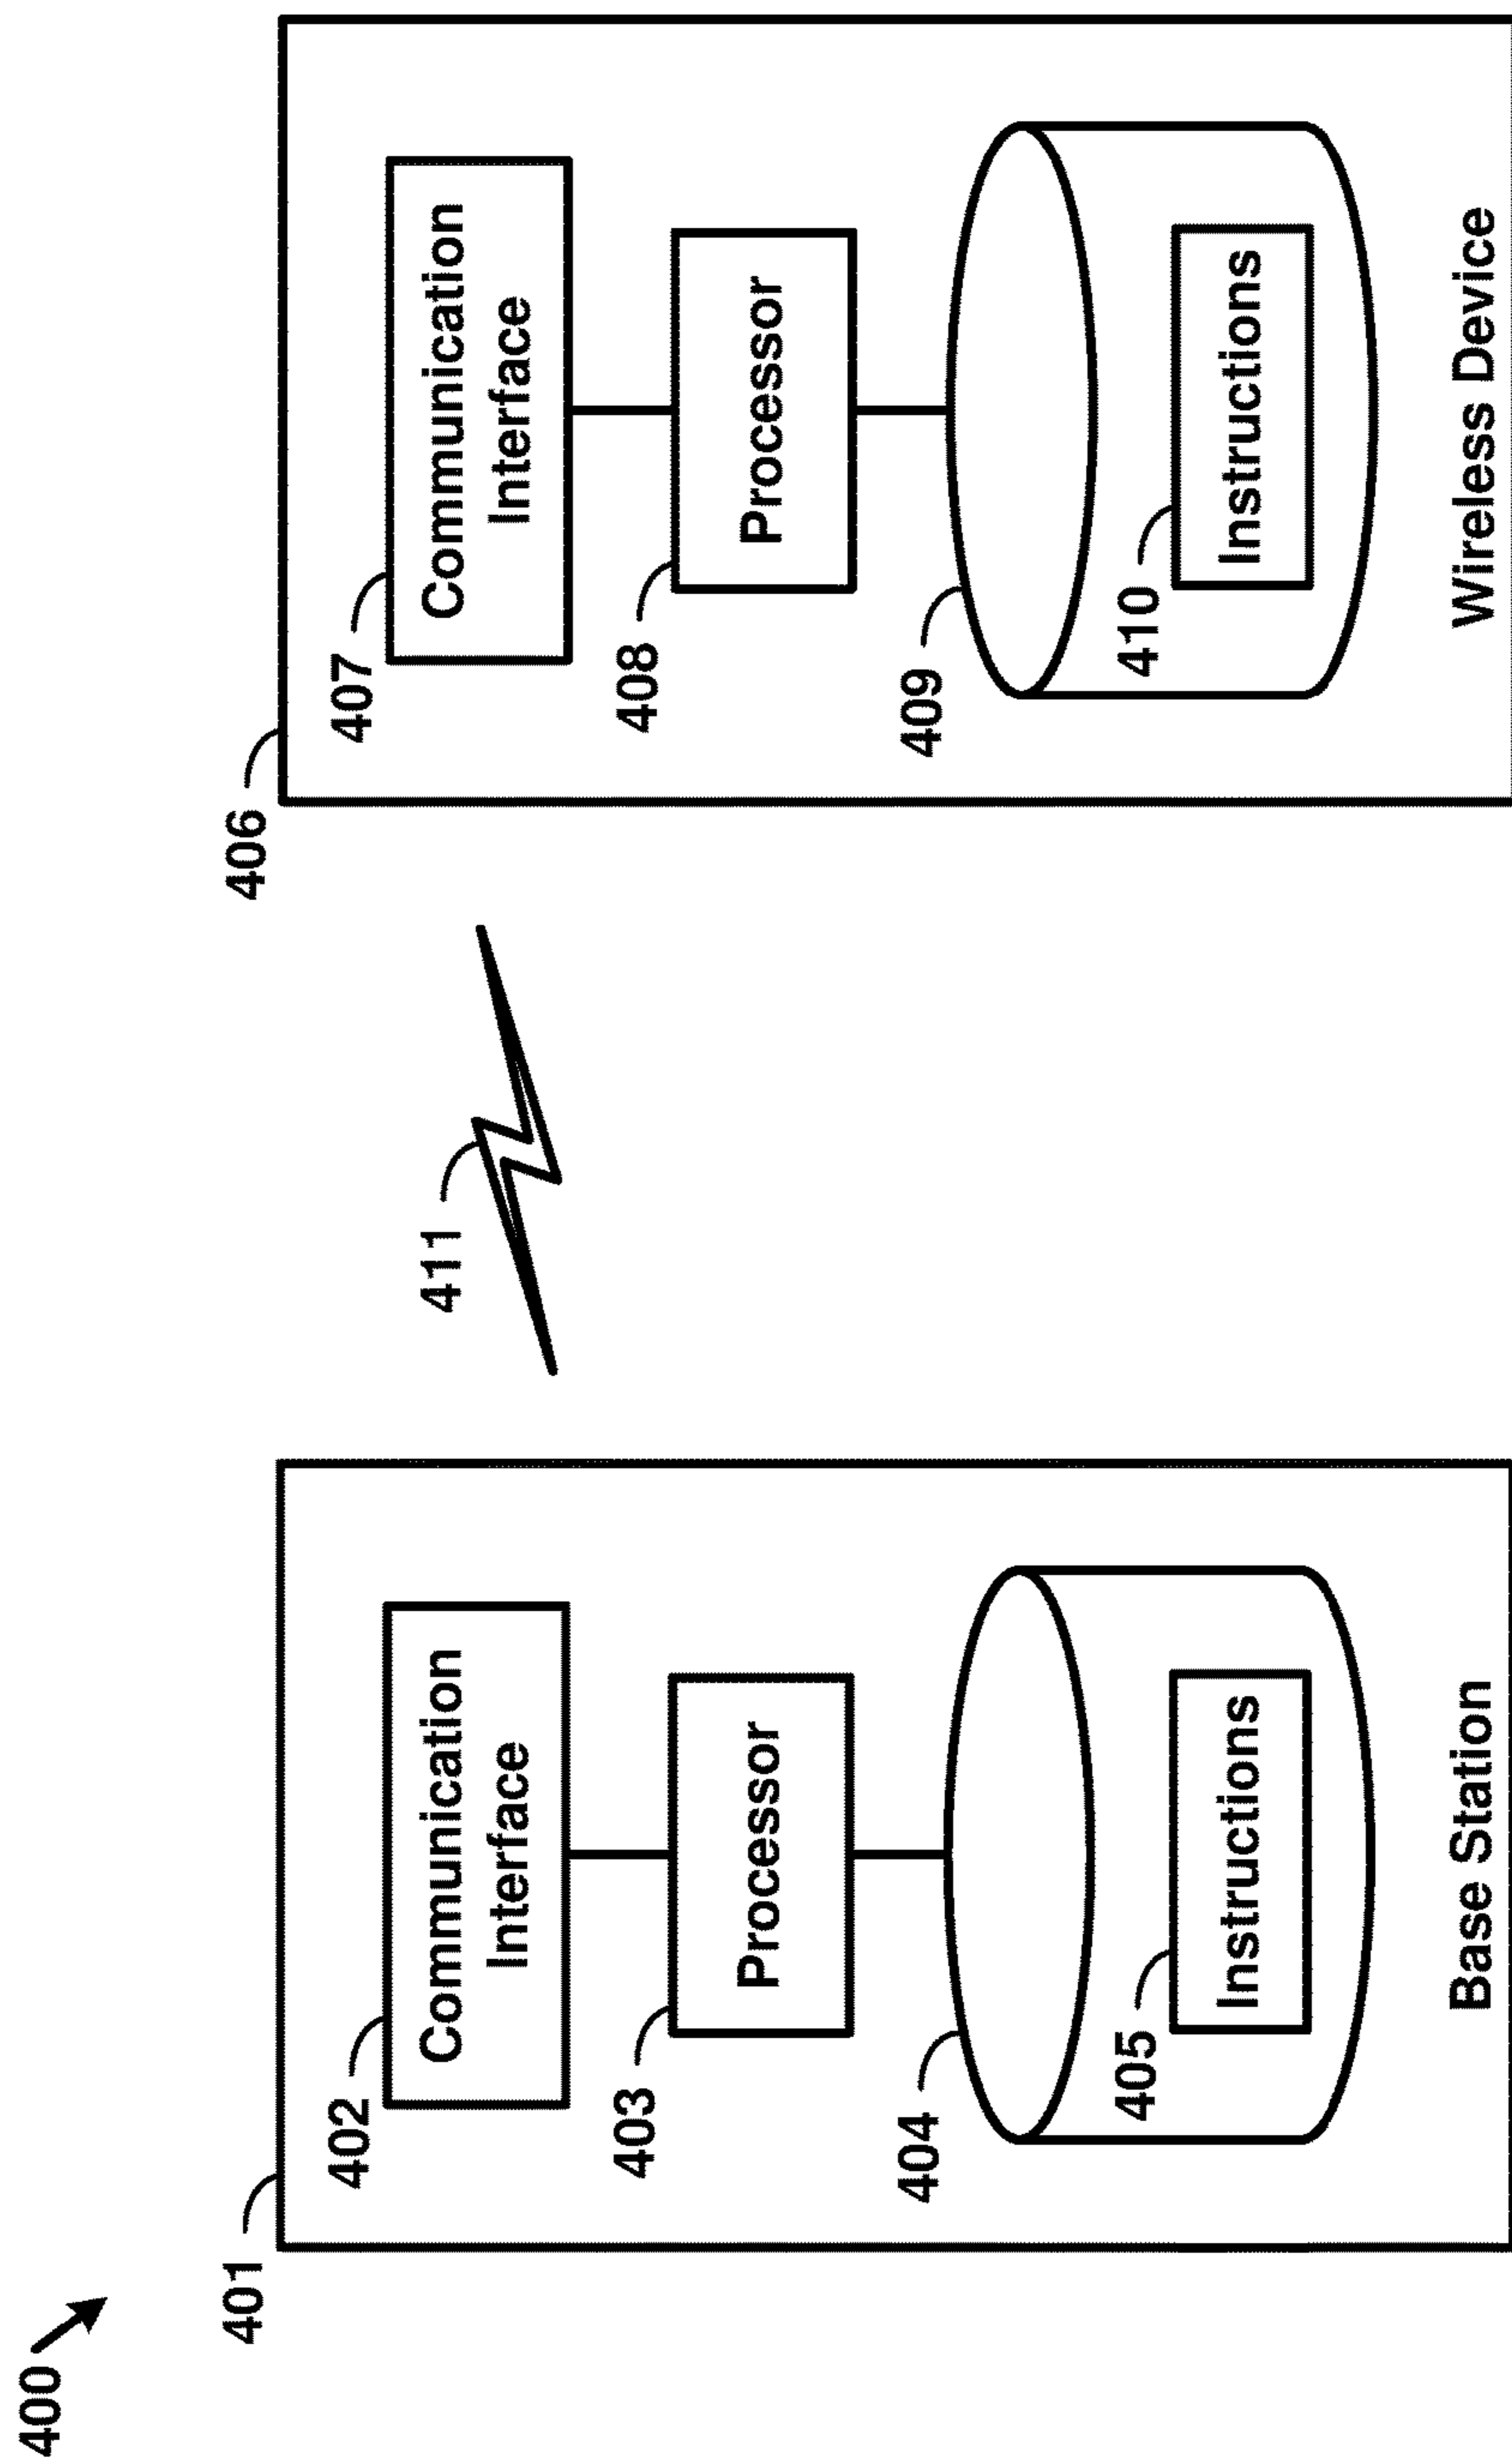 400
401
402
Communication
Interface
403
Processor
404
405
Instructions
Base Station
411
406
407
Communication
Interface
408
Processor
409
410
Instructions
Wireless Device